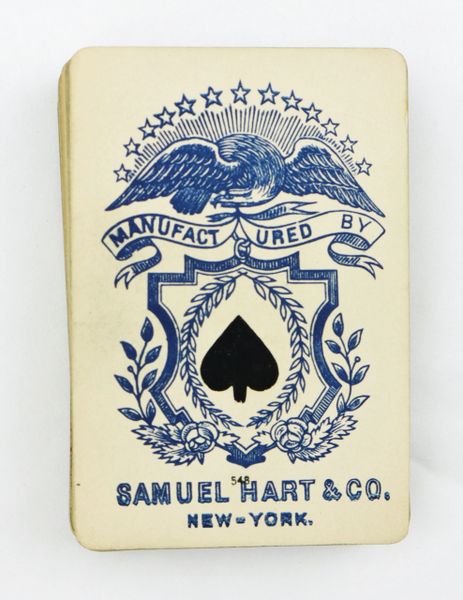 MANUFACTURED BY
548
SAMUEL HART & CO.
NEW-YORK.